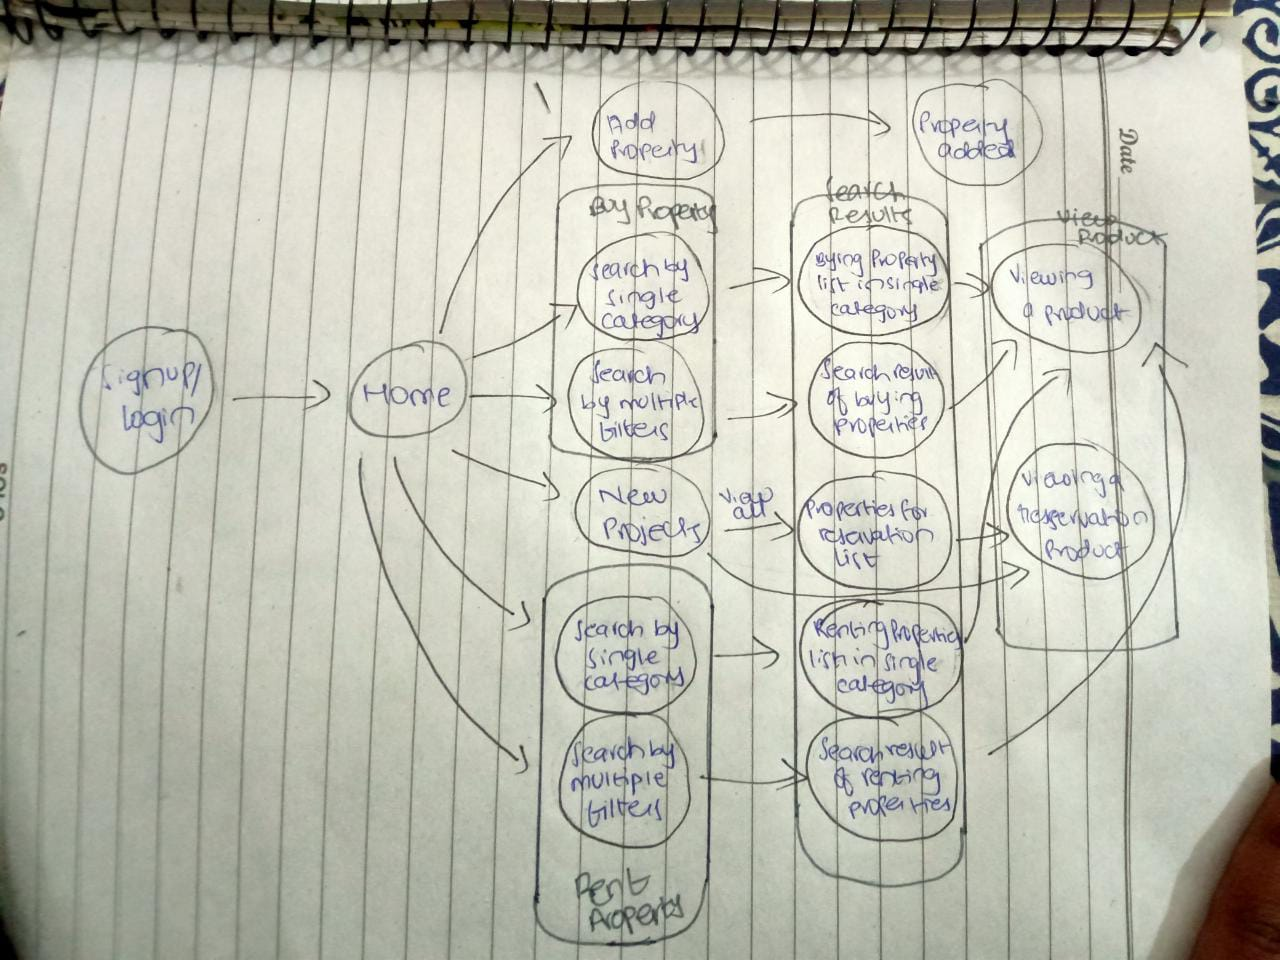 Date
Add
Property
Property
added
Buy Property
Search
Results
View
Product
Search by
single
category
Bying Property
list in single
category
Viewing
a product
Signup/
Login
Home
Search
by multiple
filters
Search result
of buying
properties
New
Projects
View
all
Properties for
reservation
list
Viewing a
reservation
Product
Search by
single
category
Renting Properties
list in single
category
Search by
multiple
filters
Search result
of renting
properties
Rent
Property